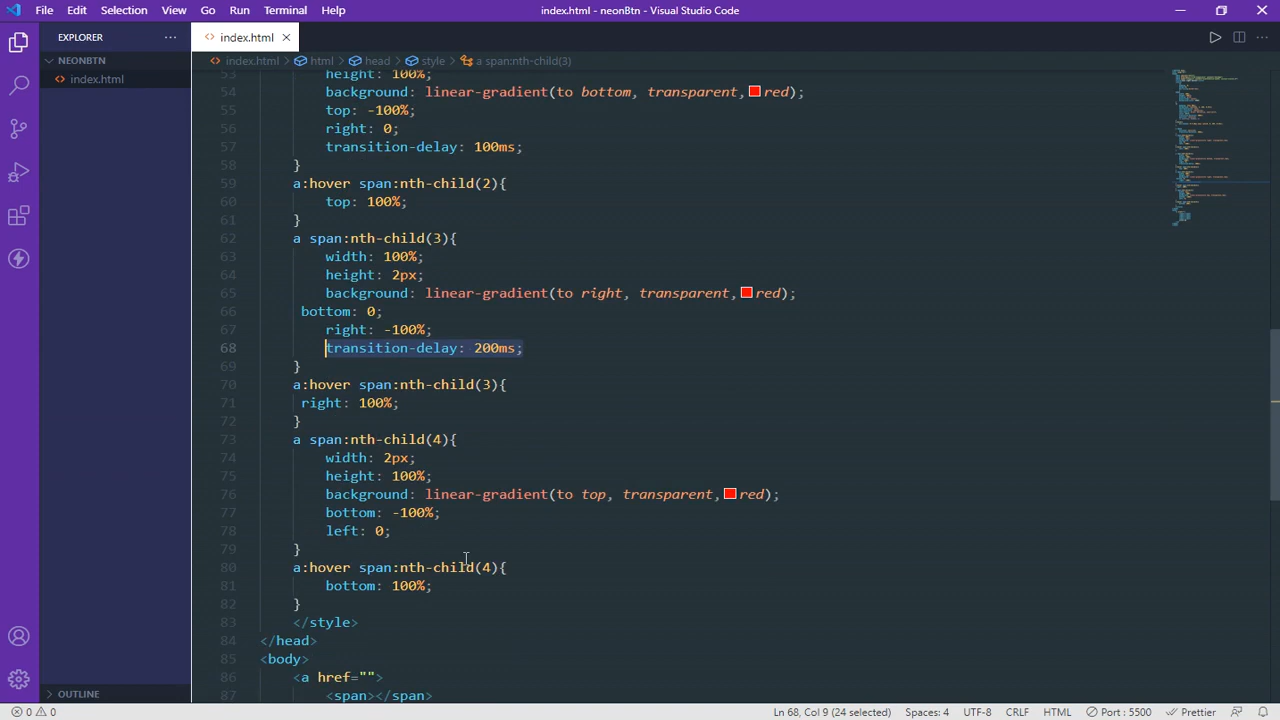 File Edit Selection View Go Run Terminal Help
index.html - neonBtn - Visual Studio Code
EXPLORER
index.html
NEONBTN
index.html
index.html > html > head > style > a span:nth-child(3)
53 height: 100%;
54 background: linear-gradient(to bottom, transparent,red);
55 top: -100%;
56 right: 0;
57 transition-delay: 100ms;
58 }
59 a:hover span:nth-child(2){
60 top: 100%;
61 }
62 a span:nth-child(3){
63 width: 100%;
64 height: 2px;
65 background: linear-gradient(to right, transparent,red);
66 bottom: 0;
67 right: -100%;
68 transition-delay: 200ms;
69 }
70 a:hover span:nth-child(3){
71 right: 100%;
72 }
73 a span:nth-child(4){
74 width: 2px;
75 height: 100%;
76 background: linear-gradient(to top, transparent,red);
77 bottom: -100%;
78 left: 0;
79 }
80 a:hover span:nth-child(4){
81 bottom: 100%;
82 }
83 </style>
84 </head>
85 <body>
86 <a href="">
87 <span></span>
OUTLINE
0 0
Ln 68, Col 9 (24 selected) Spaces: 4 UTF-8 CRLF HTML Port : 5500 Prettier